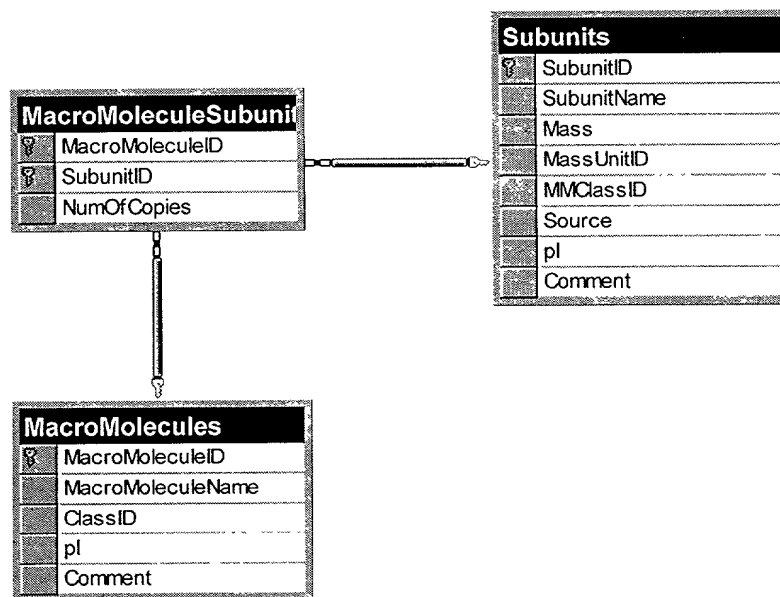 Subunits
SubunitID
SubunitName
Mass
MassUnitID
MMClassID
Source
pI
Comment
MacroMoleculeSubunit
MacroMoleculeID
SubunitID
NumOfCopies
MacroMolecules
MacroMoleculeID
MacroMoleculeName
ClassID
pI
Comment